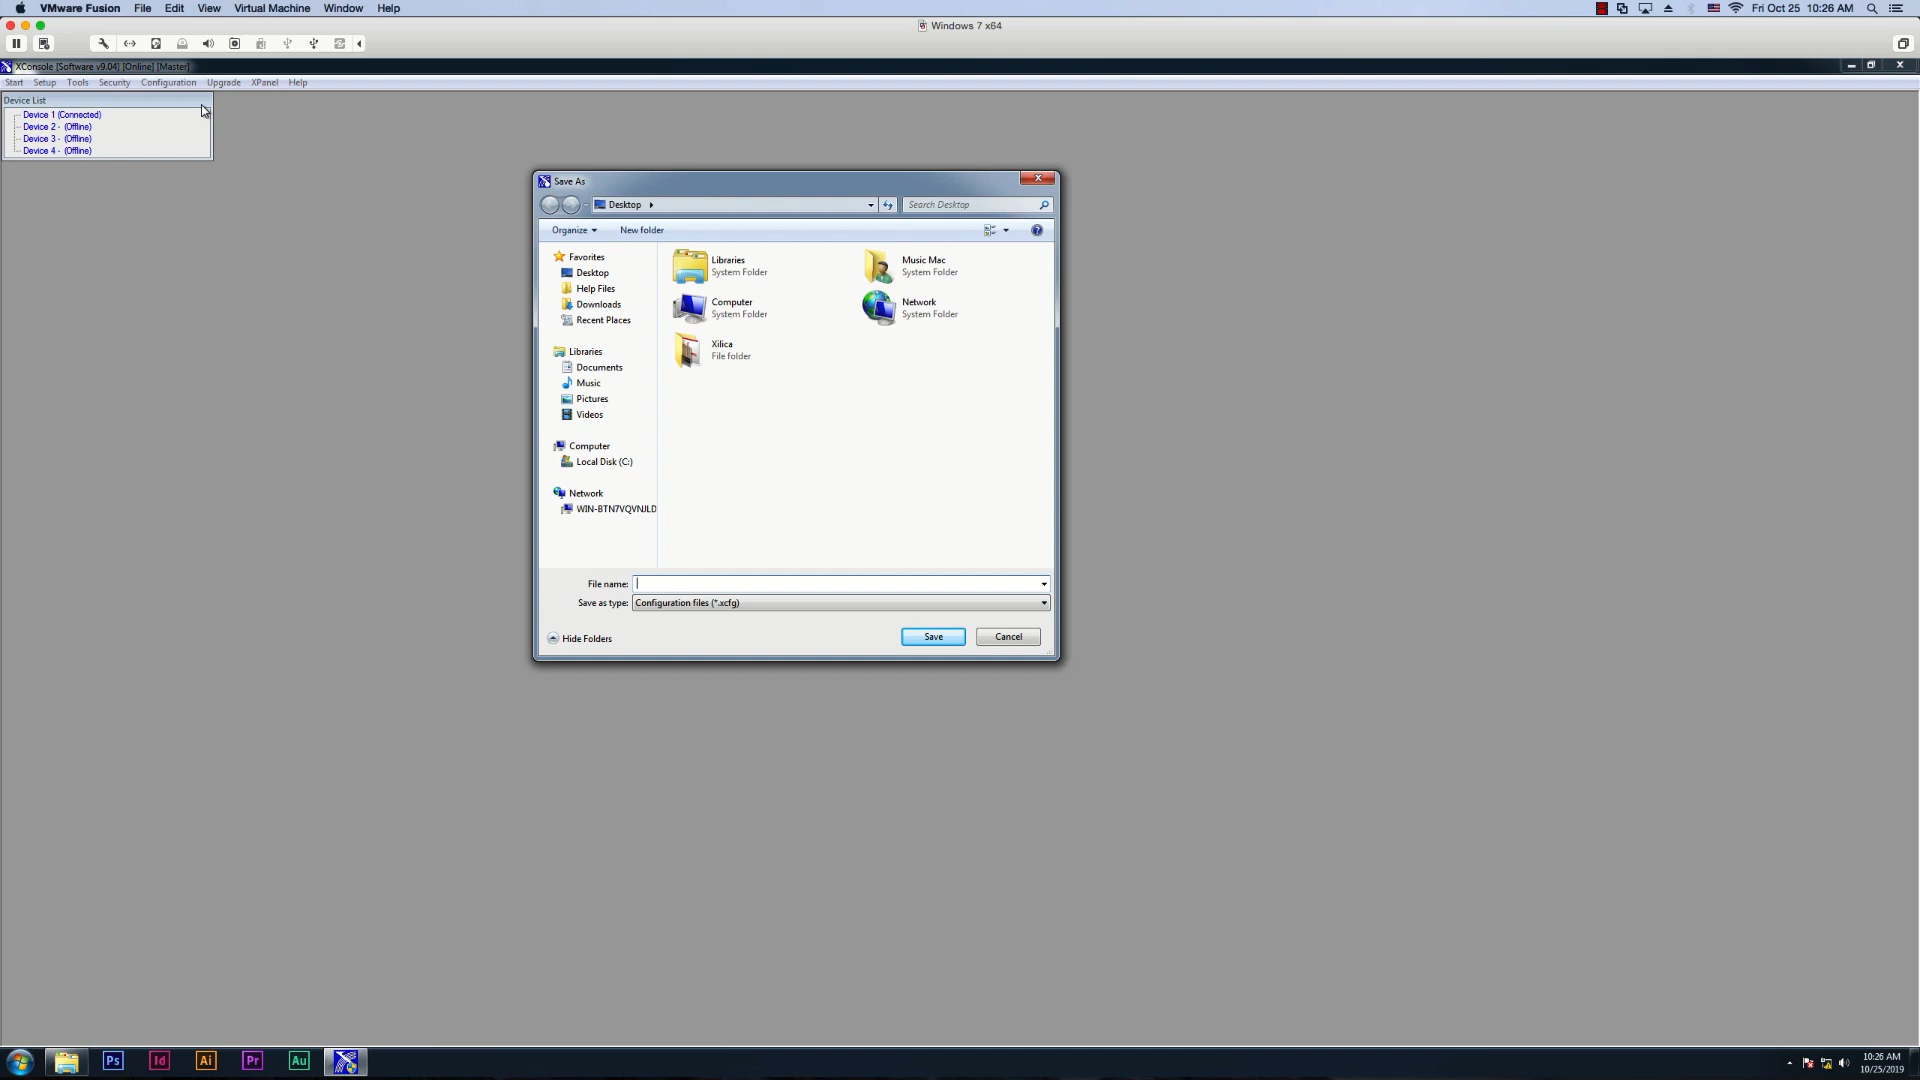 VMware Fusion File Edit View Virtual Machine Window Help
Fri Oct 25 10:26 AM
Windows 7 x64
XConsole [Software v9.04] [Online] [Master]
Start Setup Tools Security Configuration Upgrade XPanel Help
Device List
Device 1 (Connected)
Device 2 - (Offline)
Device 3 - (Offline)
Device 4 - (Offline)
Save As
Desktop
Search Desktop
Organize
New folder
Favorites
Desktop
Help Files
Downloads
Recent Places
Libraries
Documents
Music
Pictures
Videos
Computer
Local Disk (C:)
Network
WIN-BTN7VQVNJLD
Libraries
System Folder
Music Mac
System Folder
Computer
System Folder
Network
System Folder
Xilica
File folder
File name:
Save as type: Configuration files (*.xcfg)
Hide Folders
Save
Cancel
Ps Id Ai Pr Au
10:26 AM
10/25/2019